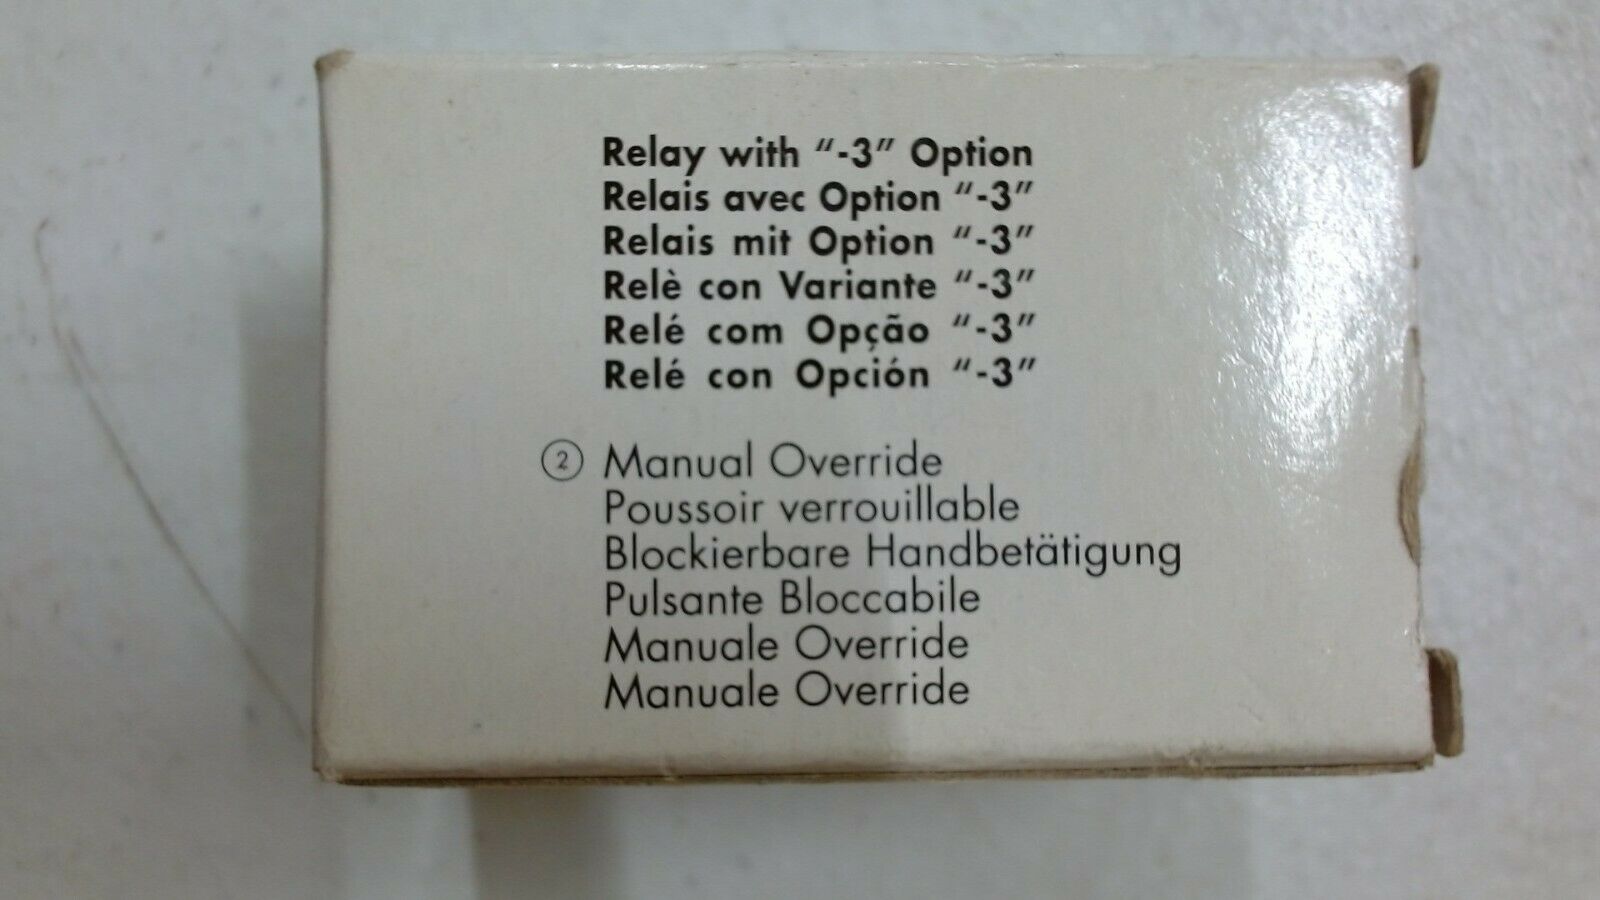 Relay with “-3” Option
Relais avec Option “-3”
Relais mit Option “-3”
Relè con Variante “-3”
Relé com Opção “-3”
Relé con Opción “-3”
② Manual Override
Poussoir verrouillable
Blockierbare Handbetätigung
Pulsante Bloccabile
Manuale Override
Manuale Override